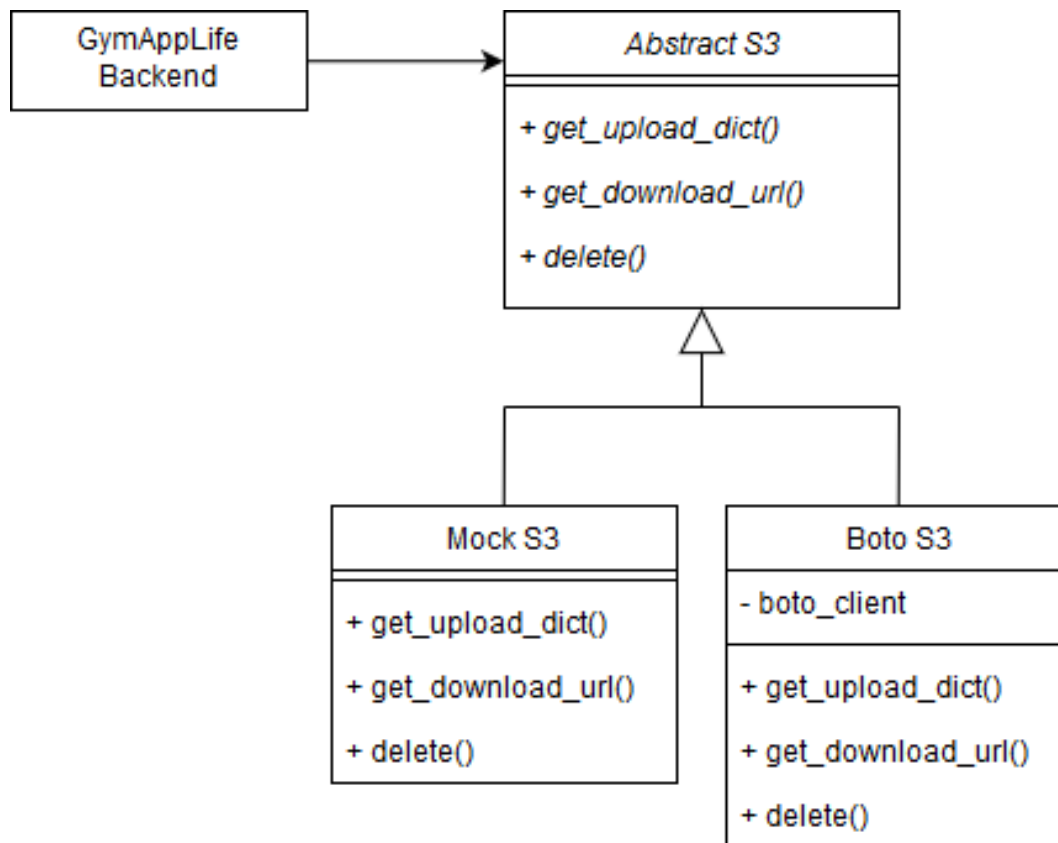 GymAppLife
Backend
Abstract S3
+ get_upload_dict()
+ get_download_url()
+ delete()
Mock S3
+ get_upload_dict()
+ get_download_url()
+ delete()
Boto S3
- boto_client
+ get_upload_dict()
+ get_download_url()
+ delete()